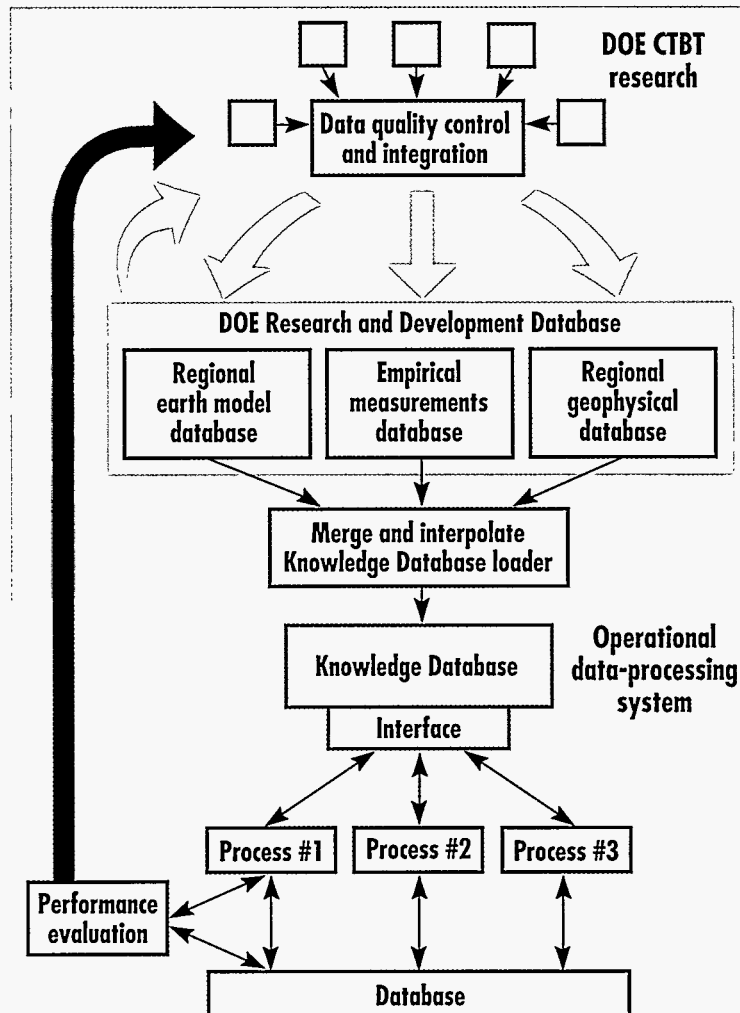 DOE CTBT
research
Data quality control
and integration
DOE Research and Development Database
Regional
earth model
database
Empirical
measurements
database
Regional
geophysical
database
Merge and interpolate
Knowledge Database loader
Knowledge Database
Operational
data-processing
system
Interface
Process #1
Process #2
Process #3
Performance
evaluation
Database